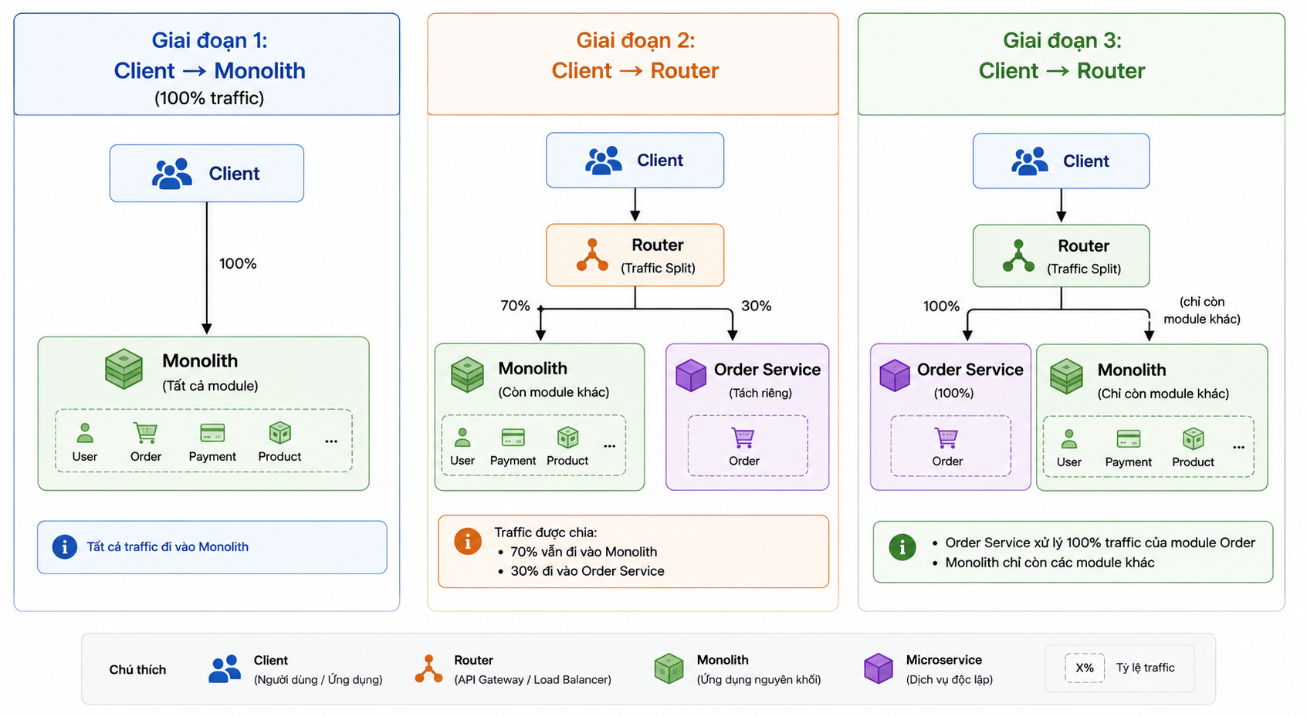 Giai đoạn 1:
Client → Monolith
(100% traffic)
Client
100%
Monolith
(Tất cả module)
User
Order
Payment
Product
...
Tất cả traffic đi vào Monolith
Giai đoạn 2:
Client → Router
Client
Router
(Traffic Split)
70%
30%
Monolith
(Còn module khác)
User
Payment
Product
...
Order Service
(Tách riêng)
Order
Traffic được chia:
• 70% vẫn đi vào Monolith
• 30% đi vào Order Service
Giai đoạn 3:
Client → Router
Client
Router
(Traffic Split)
100%
(chỉ còn
module khác)
Order Service
(100%)
Order
Monolith
(Chỉ còn module khác)
User
Payment
Product
...
• Order Service xử lý 100% traffic của module Order
• Monolith chỉ còn các module khác
Chú thích
Client
(Người dùng / Ứng dụng)
Router
(API Gateway / Load Balancer)
Monolith
(Ứng dụng nguyên khối)
Microservice
(Dịch vụ độc lập)
X%
Tỷ lệ traffic